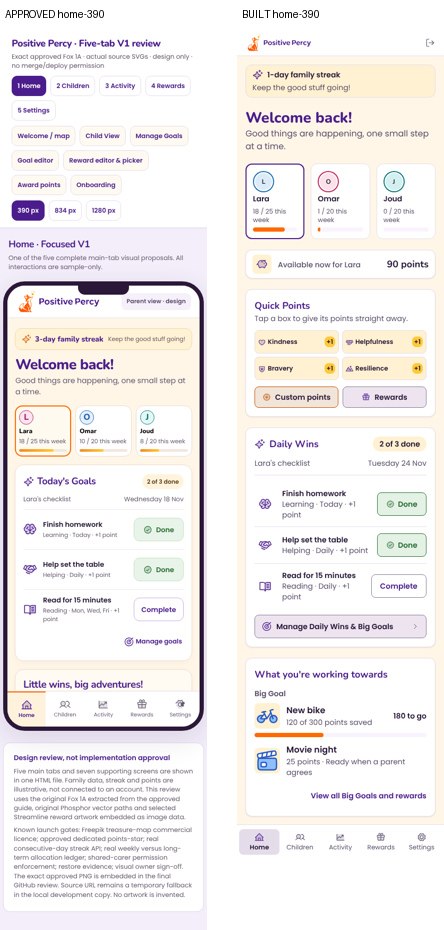 APPROVED home-390
Positive Percy · Five-tab V1 review
Exact approved Fox 1A · actual source SVGs · design only ·
no merge/deploy permission
1 Home
2 Children
3 Activity
4 Rewards
5 Settings
Welcome / map
Child View
Manage Goals
Goal editor
Reward editor & picker
Award points
Onboarding
390 px
834 px
1280 px
Home · Focused V1
One of the five complete main-tab visual proposals. All
interactions are sample-only.
Positive Percy
Parent view · design
3-day family streak
Keep the good stuff going!
Welcome back!
Good things are happening, one small step at
a time.
L
Lara
18 / 25 this week
O
Omar
10 / 20 this week
J
Joud
8 / 20 this week
Today's Goals
2 of 3 done
Lara's checklist
Wednesday 18 Nov
Finish homework
Learning · Today · +1 point
Done
Help set the table
Helping · Daily · +1 point
Done
Read for 15 minutes
Reading · Mon, Wed, Fri · +1
point
Complete
Manage goals
Little wins, big adventures!
Home
Children
Activity
Rewards
Settings
Design review, not implementation approval
Five main tabs and seven supporting screens are shown
in one HTML file. Family data, streak and points are
illustrative, not connected to an account. This review
uses the original Fox 1A extracted from the approved
guide, original Phosphor vector paths and selected
Streamline reward artwork embedded as image data.
Known launch gates: Freepik treasure-map commercial
licence; approved dedicated points-star; real
consecutive-day streak API; real weekly versus long-
term allocation ledger; shared-carer permission
enforcement; restore evidence; visual owner sign-off.
The exact approved PNG is embedded in the final
GitHub review. Source URL remains a temporary fallback
in the local development copy. No artwork is invented.
BUILT home-390
Positive Percy
1-day family streak
Keep the good stuff going!
Welcome back!
Good things are happening, one small step
at a time.
L
Lara
18 / 25 this
week
O
Omar
1 / 20 this
week
J
Joud
0 / 20 this
week
Available now for Lara
90 points
Quick Points
Tap a box to give its points straight away.
Kindness
+1
Helpfulness
+1
Bravery
+1
Resilience
+1
Custom points
Rewards
Daily Wins
2 of 3 done
Lara's checklist
Tuesday 24 Nov
Finish homework
Learning · Today · +1
point
Done
Help set the table
Helping · Daily · +1 point
Done
Read for 15 minutes
Reading · Daily · +1
point
Complete
Manage Daily Wins & Big Goals
What you're working towards
Big Goal
New bike
120 of 300 points saved
180 to go
Movie night
25 points · Ready when a parent
agrees
View all Big Goals and rewards
Home
Children
Activity
Rewards
Settings